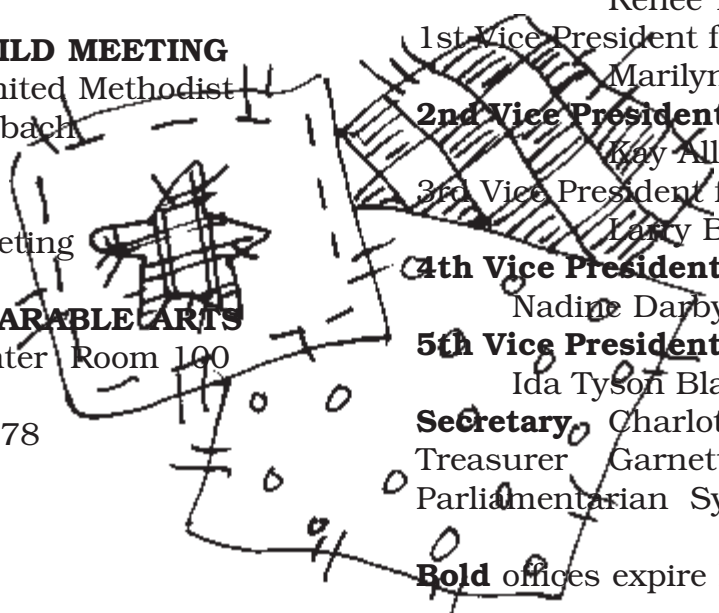 ILD MEETING
nited Methodist
bach
eting
ARABLE ARTS
nter Room 100
78
Renee
1st Vice President f
Marilyn
2nd Vice President
Kay All
3rd Vice President f
Larry B
4th Vice President
Nadine Darby
5th Vice President
Ida Tyson Bla
Secretary Charlot
Treasurer Garnett
Parliamentarian Sy
Bold offices expire